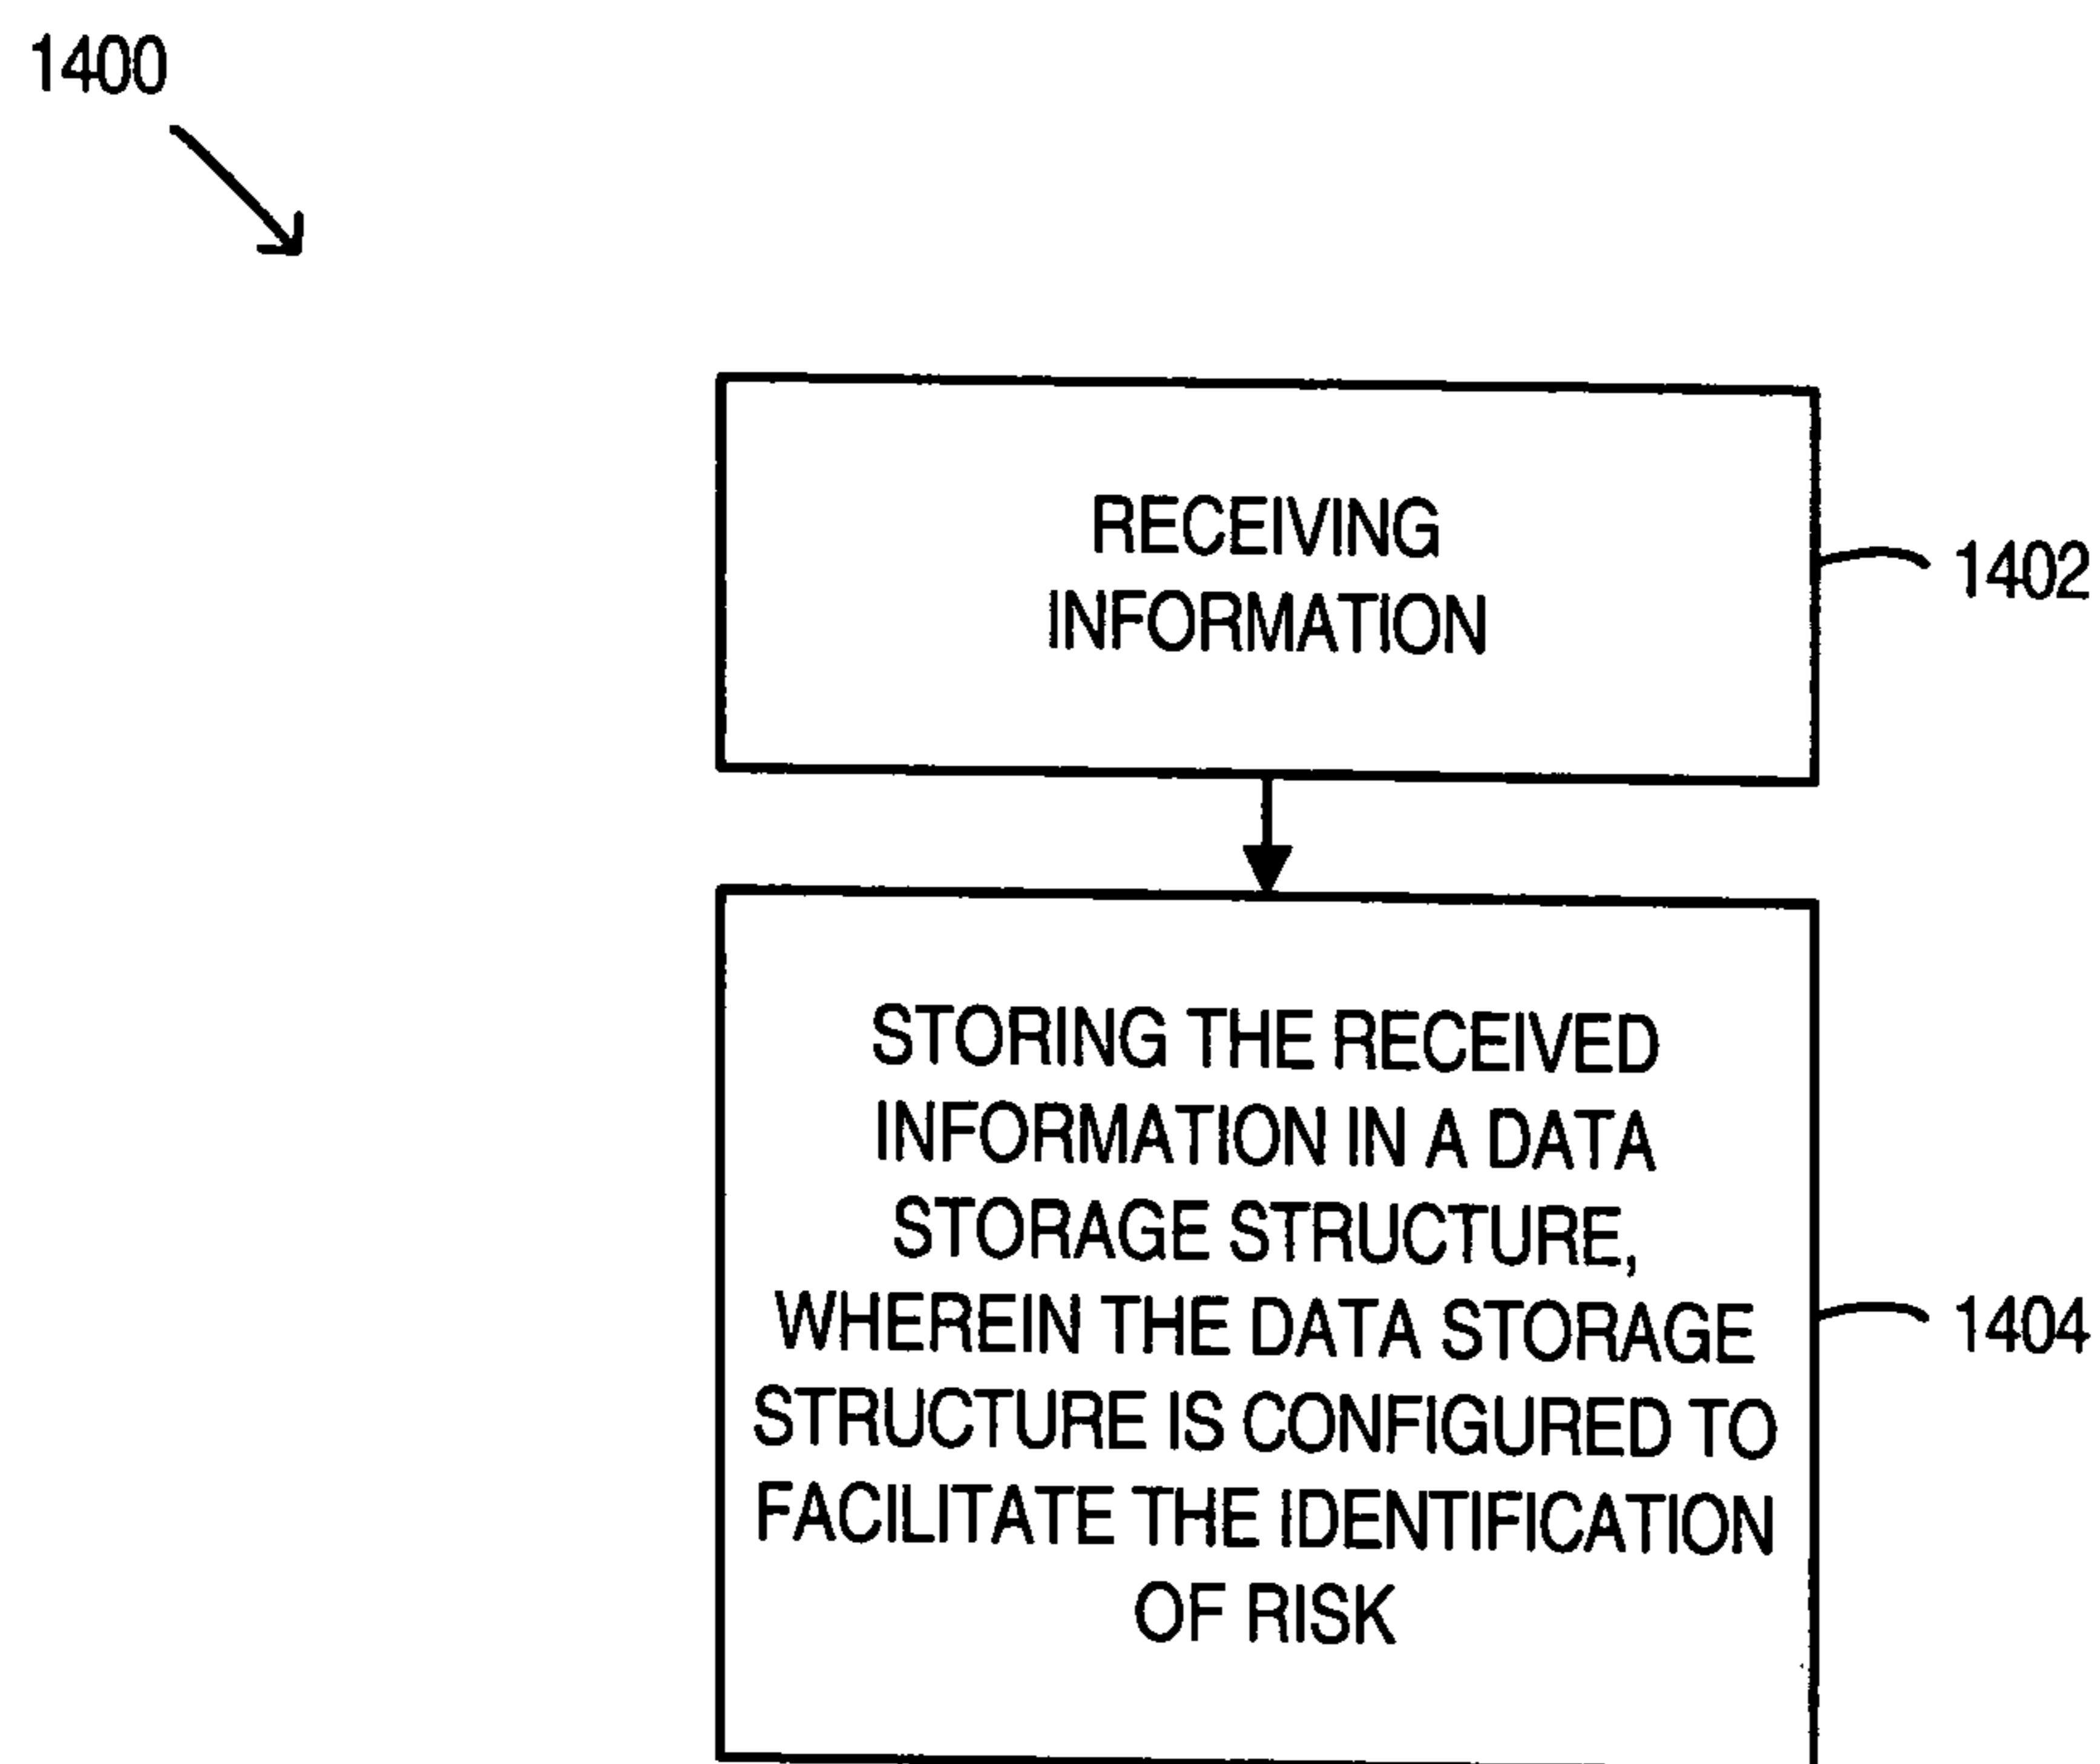 1400
RECEIVING
INFORMATION
1402
STORING THE RECEIVED
INFORMATION IN A DATA
STORAGE STRUCTURE,
WHEREIN THE DATA STORAGE
STRUCTURE IS CONFIGURED TO
FACILITATE THE IDENTIFICATION
OF RISK
1404